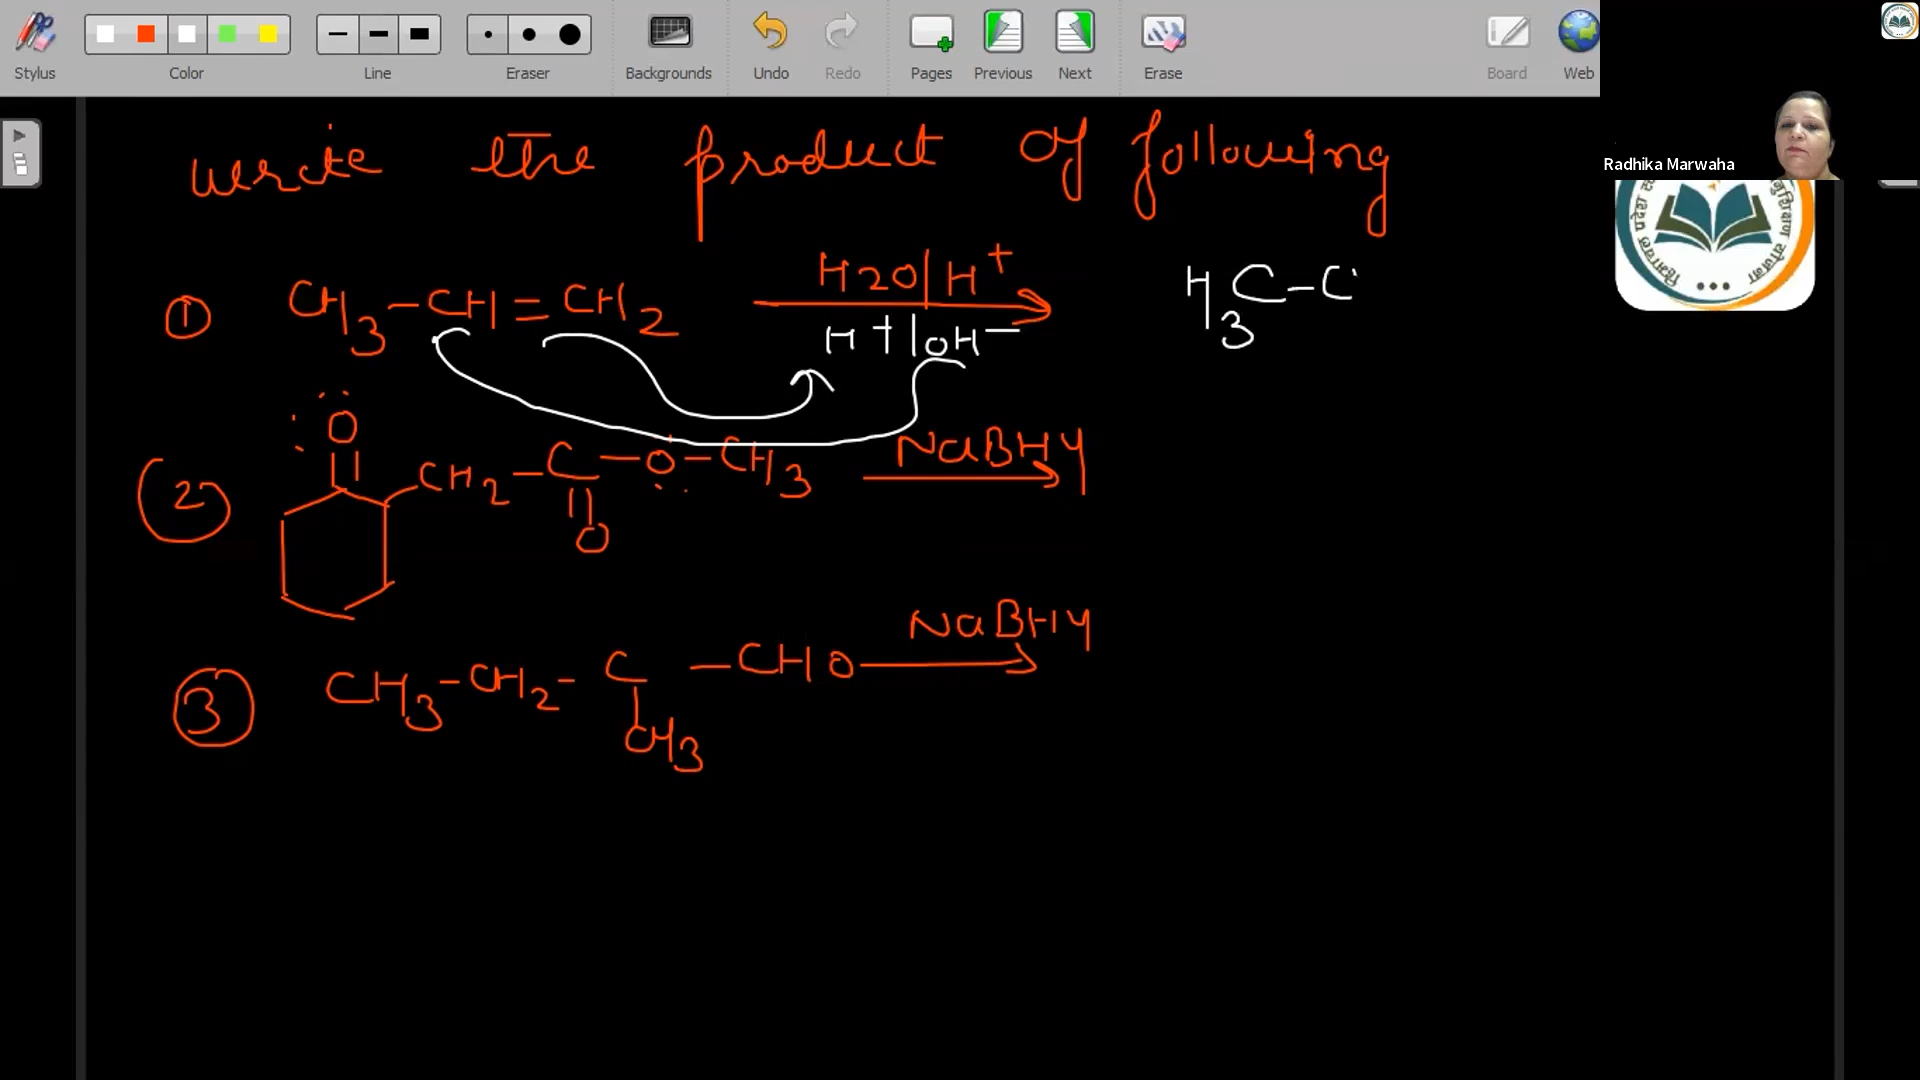 Stylus Color Line Eraser Backgrounds Undo Redo Pages Previous Next Erase Board Web
Radhika Marwaha
write the product of following
① CH3-CH=CH2 H2O/H+ H3C-C
H+/OH-
② O CH2-C-O-CH3 NaBH4
O
③ CH3-CH2-C-CHO NaBH4
CH3